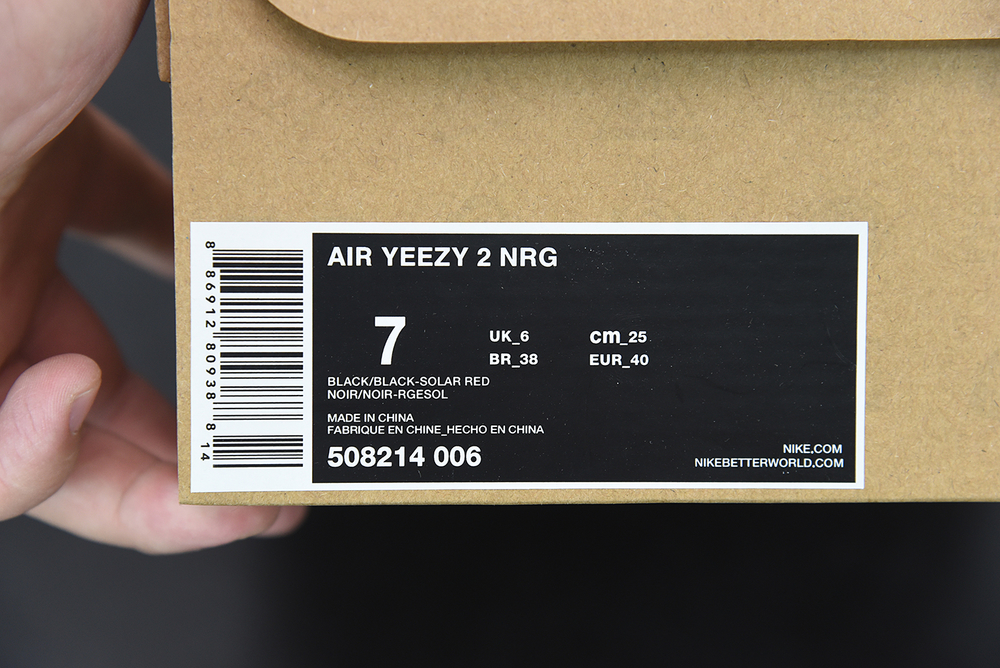 8 86912 80938 8 14
AIR YEEZY 2 NRG
7
UK_6
cm_25
BR_38
EUR_40
BLACK/BLACK-SOLAR RED
NOIR/NOIR-RGESOL
MADE IN CHINA
FABRIQUE EN CHINE_HECHO EN CHINA
508214 006
NIKE.COM
NIKEBETTERWORLD.COM